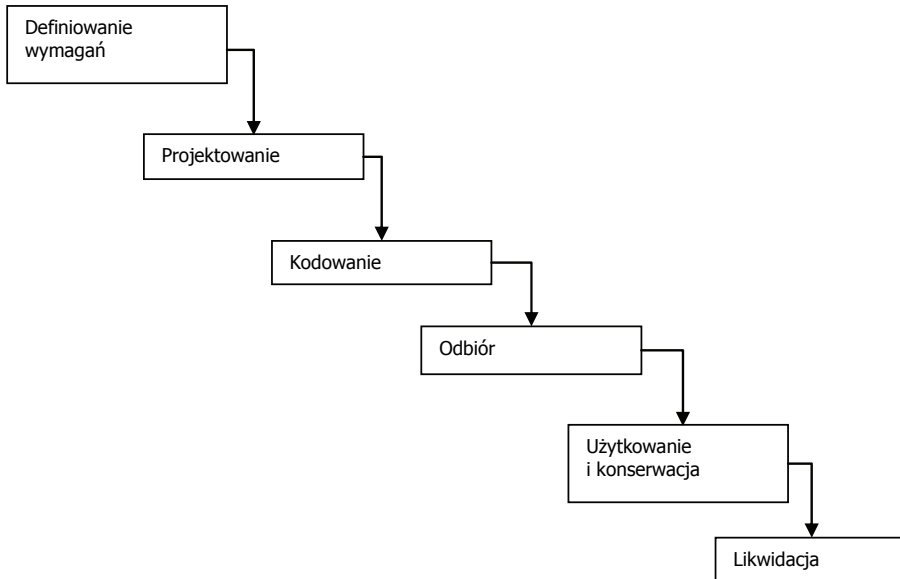 Definiowanie
wymagań
Projektowanie
Kodowanie
Odbiór
Użytkowanie
i konserwacja
Likwidacja